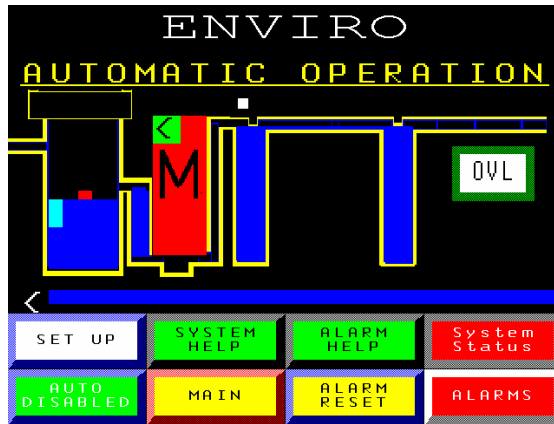 ENVIRO
AUTOMATIC OPERATION
<
M
OVL
<
SET UP
SYSTEM
HELP
ALARM
HELP
System
Status
AUTO
DISABLED
MAIN
ALARM
RESET
ALARMS